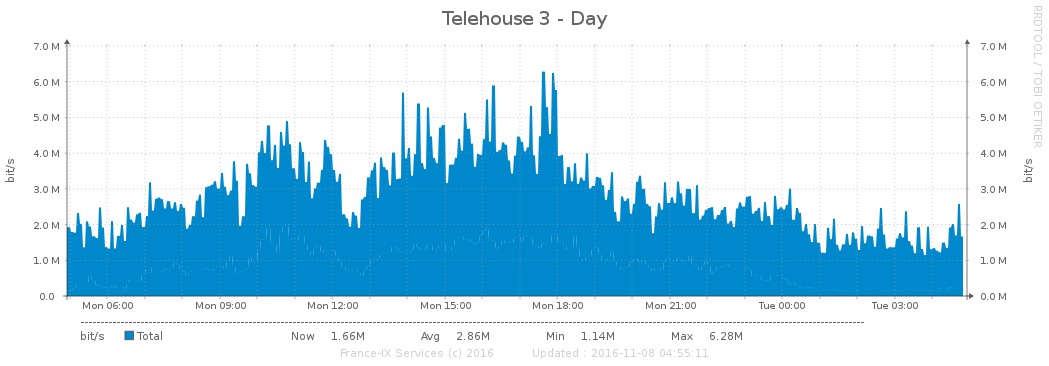 Telehouse 3 - Day
RRDTOOL / TOBI OETIKER
7.0 M 7.0 M
6.0 M 6.0 M
5.0 M 5.0 M
4.0 M 4.0 M
3.0 M 3.0 M
2.0 M 2.0 M
1.0 M 1.0 M
0.0 0.0 M
bit/s bit/s
Mon 06:00 Mon 09:00 Mon 12:00 Mon 15:00 Mon 18:00 Mon 21:00 Tue 00:00 Tue 03:00
bit/s Total Now 1.66M Avg 2.86M Min 1.14M Max 6.28M
France-IX Services (c) 2016 Updated : 2016-11-08 04:55:11